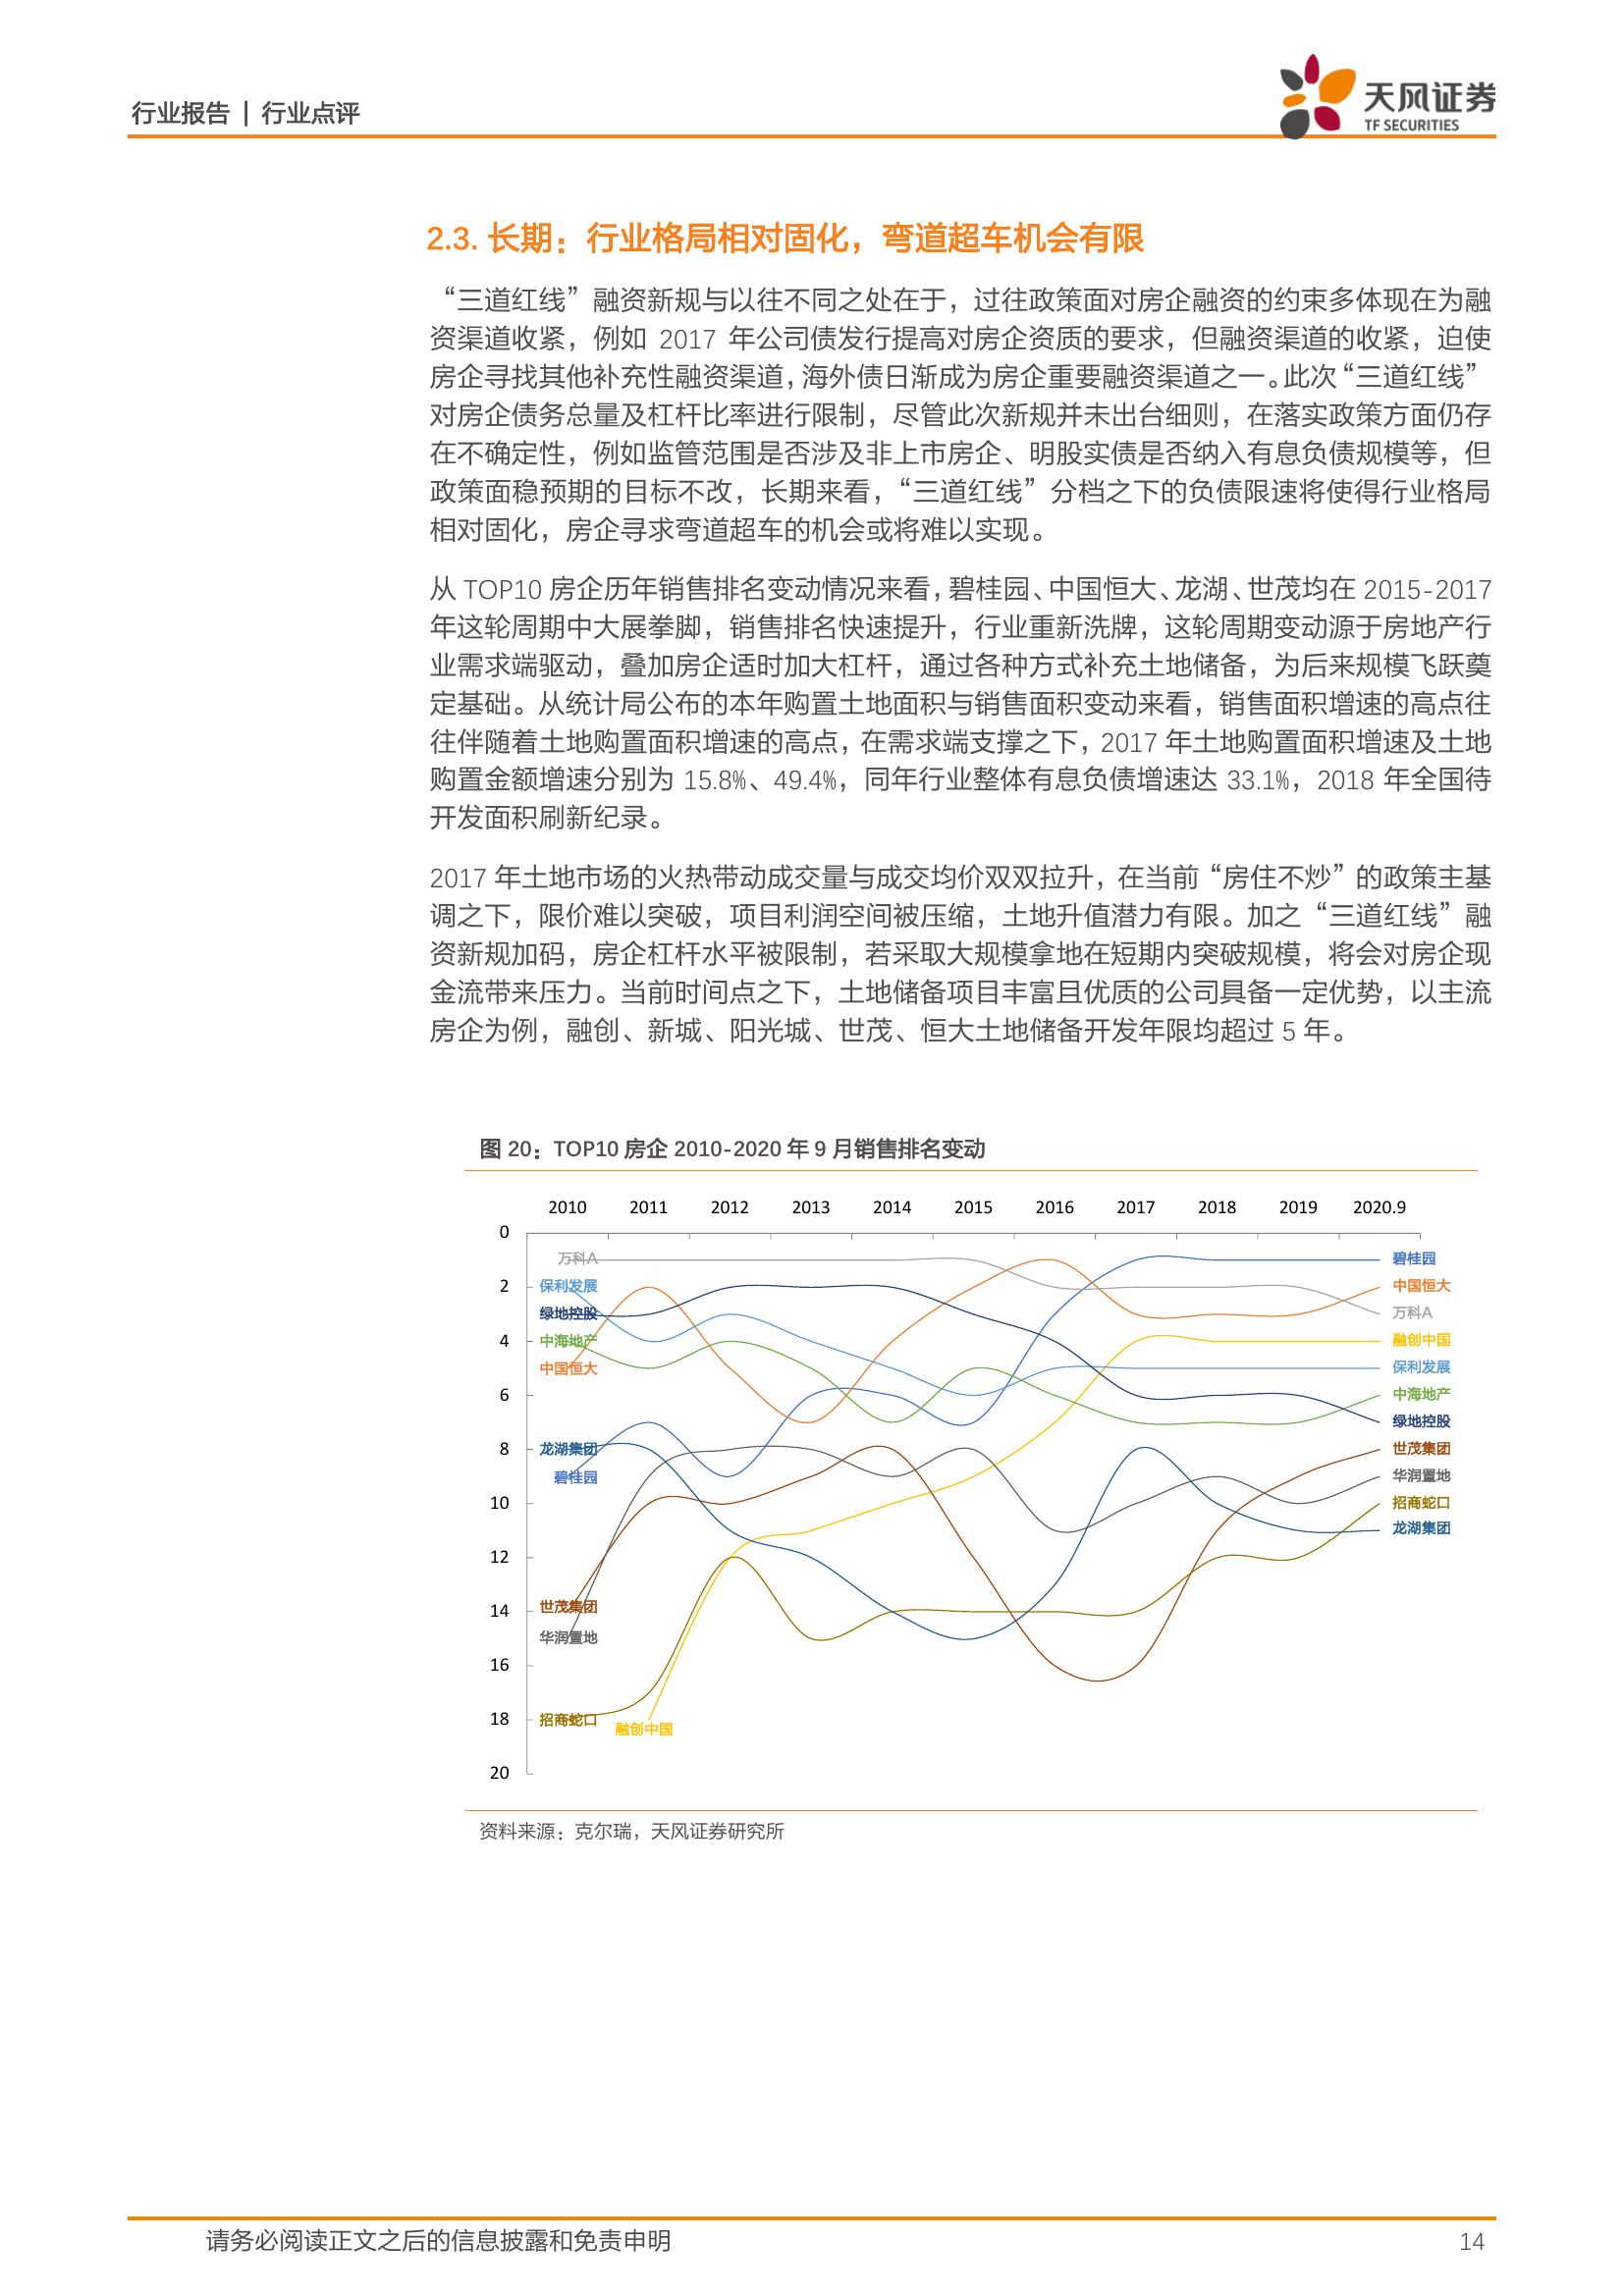 行业报告 | 行业点评
天风证券
TF SECURITIES
2.3. 长期：行业格局相对固化，弯道超车机会有限
“三道红线”融资新规与以往不同之处在于，过往政策面对房企融资的约束多体现在为融
资渠道收紧，例如 2017 年公司债发行提高对房企资质的要求，但融资渠道的收紧，迫使
房企寻找其他补充性融资渠道，海外债日渐成为房企重要融资渠道之一。此次“三道红线”
对房企债务总量及杠杆比率进行限制，尽管此次新规并未出台细则，在落实政策方面仍存
在不确定性，例如监管范围是否涉及非上市房企、明股实债是否纳入有息负债规模等，但
政策面稳预期的目标不改，长期来看，“三道红线”分档之下的负债限速将使得行业格局
相对固化，房企寻求弯道超车的机会或将难以实现。
从 TOP10 房企历年销售排名变动情况来看，碧桂园、中国恒大、龙湖、世茂均在 2015-2017
年这轮周期中大展拳脚，销售排名快速提升，行业重新洗牌，这轮周期变动源于房地产行
业需求端驱动，叠加房企适时加大杠杆，通过各种方式补充土地储备，为后来规模飞跃奠
定基础。从统计局公布的本年购置土地面积与销售面积变动来看，销售面积增速的高点往
往伴随着土地购置面积增速的高点，在需求端支撑之下，2017 年土地购置面积增速及土地
购置金额增速分别为 15.8%、49.4%，同年行业整体有息负债增速达 33.1%，2018 年全国待
开发面积刷新纪录。
2017 年土地市场的火热带动成交量与成交均价双双拉升，在当前“房住不炒”的政策主基
调之下，限价难以突破，项目利润空间被压缩，土地升值潜力有限。加之“三道红线”融
资新规加码，房企杠杆水平被限制，若采取大规模拿地在短期内突破规模，将会对房企现
金流带来压力。当前时间点之下，土地储备项目丰富且优质的公司具备一定优势，以主流
房企为例，融创、新城、阳光城、世茂、恒大土地储备开发年限均超过 5 年。
图 20：TOP10 房企 2010-2020 年 9 月销售排名变动
2010 2011 2012 2013 2014 2015 2016 2017 2018 2019 2020.9
0
万科A 碧桂园
2 保利发展 中国恒大
绿地控股 万科A
4 中海地产 融创中国
中国恒大 保利发展
6 中海地产
绿地控股
8 龙湖集团 世茂集团
碧桂园 华润置地
10 招商蛇口
龙湖集团
12
14 世茂集团
华润置地
16
18 招商蛇口 融创中国
20
资料来源：克尔瑞，天风证券研究所
请务必阅读正文之后的信息披露和免责申明 14